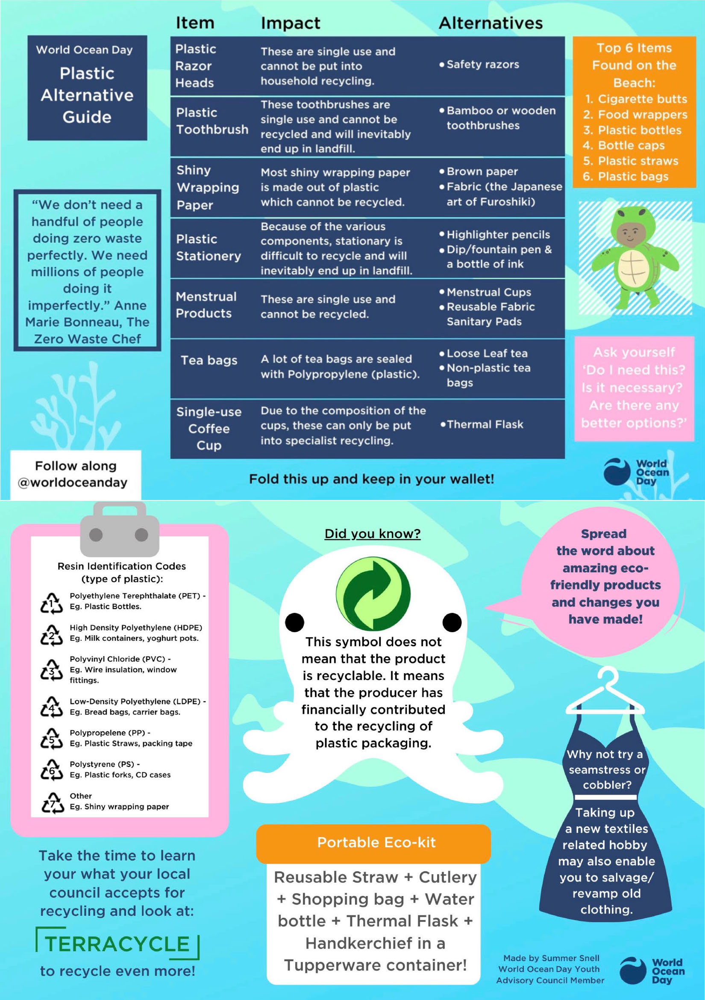 World Ocean Day
Plastic
Alternative
Guide
"We don't need a
handful of people
doing zero waste
perfectly. We need
millions of people
doing it
imperfectly." Anne
Marie Bonneau, The
Zero Waste Chef
Follow along
@worldoceanday
Item Impact Alternatives
Plastic
Razor
Heads
These are single use and
cannot be put into
household recycling.
• Safety razors
Plastic
Toothbrush
These toothbrushes are
single use and cannot be
recycled and will inevitably
end up in landfill.
• Bamboo or wooden
toothbrushes
Shiny
Wrapping
Paper
Most shiny wrapping paper
is made out of plastic
which cannot be recycled.
• Brown paper
• Fabric (the Japanese
art of Furoshiki)
Plastic
Stationery
Because of the various
components, stationary is
difficult to recycle and will
inevitably end up in landfill.
• Highlighter pencils
• Dip/fountain pen &
a bottle of ink
Menstrual
Products
These are single use and
cannot be recycled.
• Menstrual Cups
• Reusable Fabric
Sanitary Pads
Tea bags
A lot of tea bags are sealed
with Polypropylene (plastic).
• Loose Leaf tea
• Non-plastic tea
bags
Single-use
Coffee
Cup
Due to the composition of the
cups, these can only be put
into specialist recycling.
• Thermal Flask
Fold this up and keep in your wallet!
Top 6 Items
Found on the
Beach:
1. Cigarette butts
2. Food wrappers
3. Plastic bottles
4. Bottle caps
5. Plastic straws
6. Plastic bags
Ask yourself
'Do I need this?
Is it necessary?
Are there any
better options?'
World
Ocean
Day
Resin Identification Codes
(type of plastic):
1
Polyethylene Terephthalate (PET) -
Eg. Plastic Bottles.
2
High Density Polyethylene (HDPE)
Eg. Milk containers, yoghurt pots.
3
Polyvinyl Chloride (PVC) -
Eg. Wire insulation, window
fittings.
4
Low-Density Polyethylene (LDPE) -
Eg. Bread bags, carrier bags.
5
Polypropelene (PP) -
Eg. Plastic Straws, packing tape
6
Polystyrene (PS) -
Eg. Plastic forks, CD cases
7
Other
Eg. Shiny wrapping paper
Take the time to learn
your what your local
council accepts for
recycling and look at:
TERRACYCLE
to recycle even more!
Did you know?
This symbol does not
mean that the product
is recyclable. It means
that the producer has
financially contributed
to the recycling of
plastic packaging.
Portable Eco-kit
Reusable Straw + Cutlery
+ Shopping bag + Water
bottle + Thermal Flask +
Handkerchief in a
Tupperware container!
Spread
the word about
amazing eco-
friendly products
and changes you
have made!
Why not try a
seamstress or
cobbler?
Taking up
a new textiles
related hobby
may also enable
you to salvage/
revamp old
clothing.
Made by Summer Snell
World Ocean Day Youth
Advisory Council Member
World
Ocean
Day